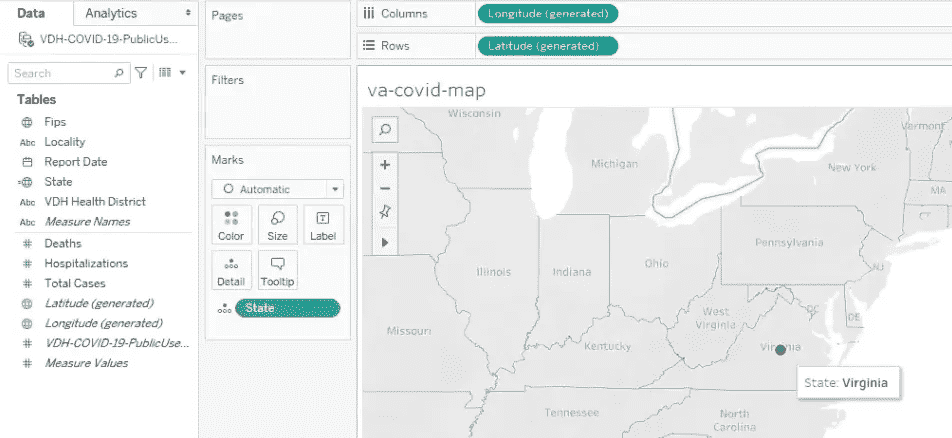 Data
Analytics
VDH-COVID-19-PublicUs...
Search
Tables
Fips
Abc Locality
Report Date
State
Abc VDH Health District
Abc Measure Names
# Deaths
# Hospitalizations
# Total Cases
Latitude (generated)
Longitude (generated)
# VDH-COVID-19-PublicUse...
# Measure Values
Pages
Filters
Marks
Automatic
Color
Size
Label
Detail
Tooltip
State
Columns
Longitude (generated)
Rows
Latitude (generated)
va-covid-map
Wisconsin
Vermont
Michigan
New York
MA
CT
Pennsylvania
Illinois
Indiana
Ohio
NJ
West
Virginia
DC
DE
Missouri
Kentucky
Virginia
State: Virginia
Tennessee
North
Carolina